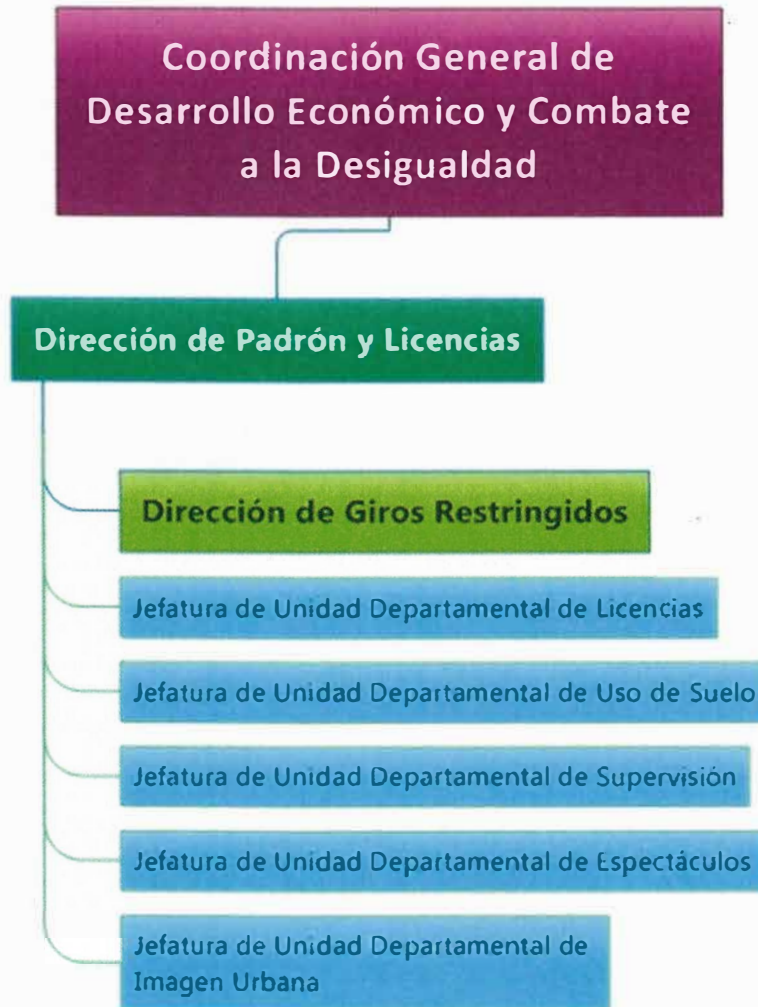 Coordinación General de
Desarrollo Económico y Combate
a la Desigualdad
Dirección de Padrón y Licencias
Dirección de Giros Restringidos
Jefatura de Unidad Departamental de Licencias
Jefatura de Unidad Departamental de Uso de Suelo
Jefatura de Unidad Departamental de Supervisión
Jefatura de Unidad Departamental de Espectáculos
Jefatura de Unidad Departamental de
Imagen Urbana